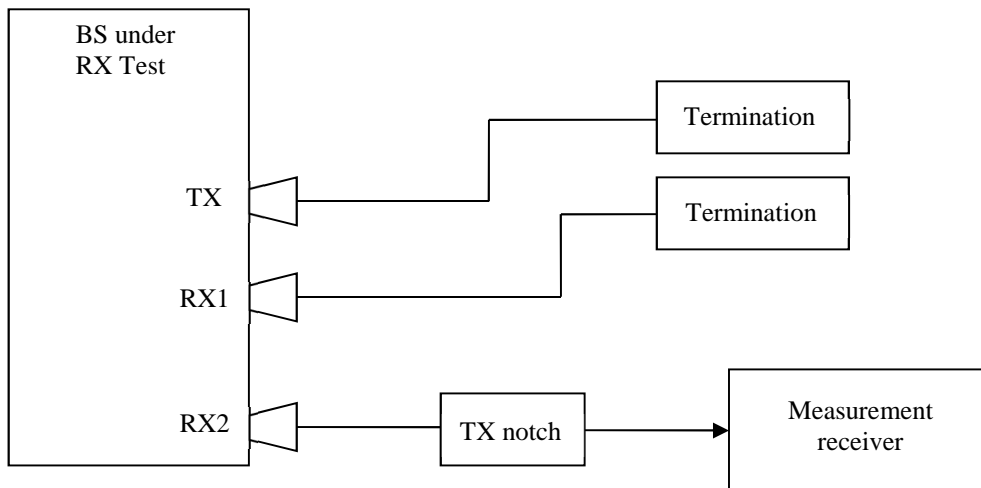 BS under
RX Test
Termination
TX
Termination
RX1
RX2
TX notch
Measurement
receiver